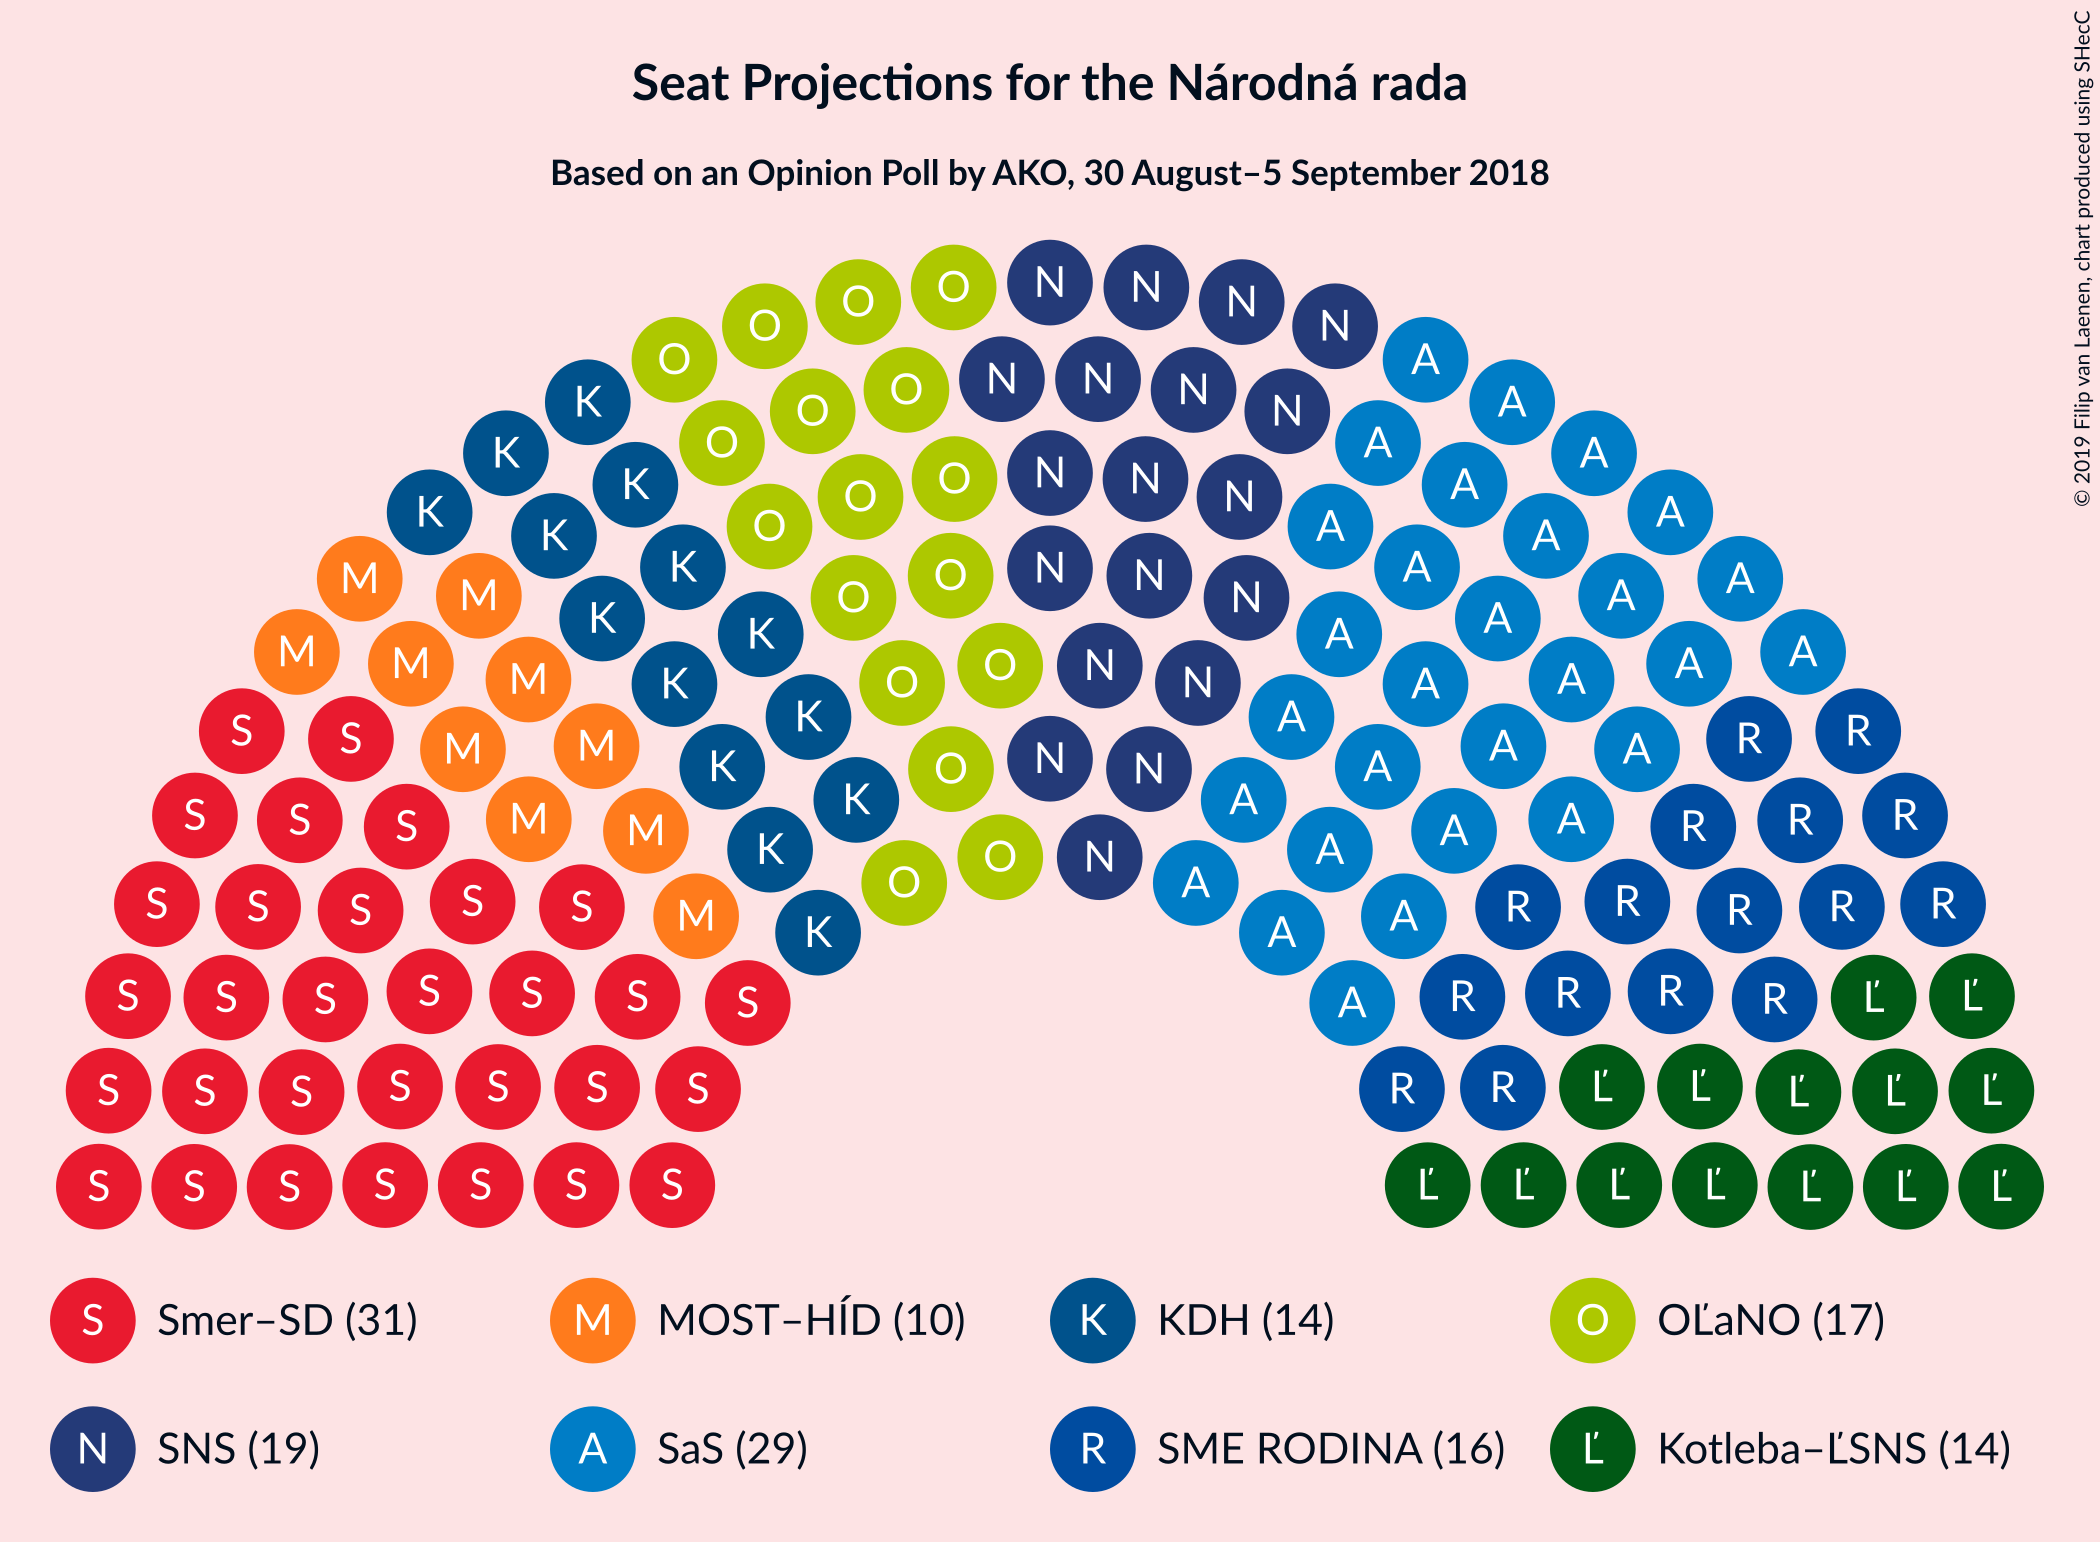 Seat Projections for the Národná rada
Based on an Opinion Poll by AKO, 30 August–5 September 2018
© 2019 Filip van Laenen, chart produced using SHecC
N N N N
O O O O
A A A A A A
K K K
M M
S S S S S S S
R R R R
Ľ Ľ Ľ
N N N N
O O O
A A A A A
K K
M M
S S S S S S
R R R
Ľ Ľ Ľ
N N N
O O O
A A A A A
K K
M M
S S S S S S
R R R
Ľ Ľ
N N N
O O
A A A A
K K
M M
S S S S
R R
Ľ Ľ
N N
O O
A A A A
K K
M
S S S
R R
Ľ Ľ
N N
O
A A A
K K
M
S S S
R
Ľ
N
O O
A A A
K
S S S
R
Ľ
S Smer–SD (31) M MOST–HÍD (10) K KDH (14) O OĽaNO (17)
N SNS (19) A SaS (29) R SME RODINA (16) Ľ Kotleba–ĽSNS (14)